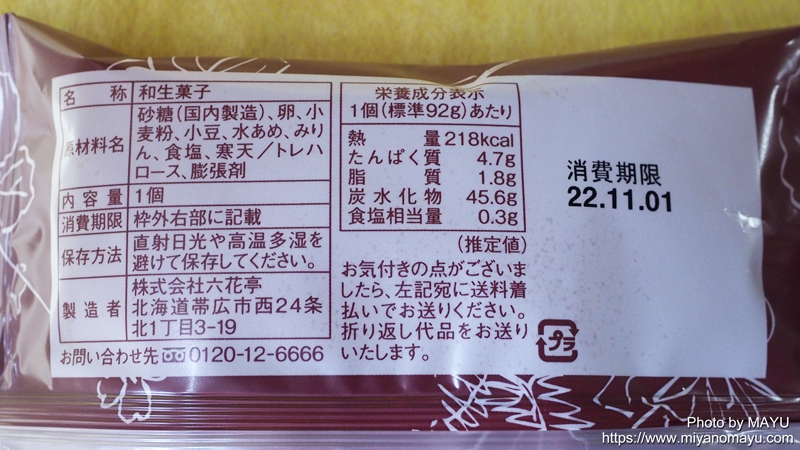 名称 和生菓子
原材料名 砂糖(国内製造)、卵、小
麦粉、小豆、水あめ、みり
ん、食塩、寒天／トレハ
ロース、膨張剤
内容量 1個
消費期限 枠外右部に記載
保存方法 直射日光や高温多湿を
避けて保存してください。
製造者 株式会社六花亭
北海道帯広市西24条
北1丁目3-19
お問い合わせ先 0120-12-6666
栄養成分表示
1個(標準92g)あたり
熱量 218kcal
たんぱく質 4.7g
脂質 1.8g
炭水化物 45.6g
食塩相当量 0.3g
(推定値)
お気付きの点がございま
したら、左記宛に送料着
払いでお送りください。
折り返し代品をお送り
いたします。
消費期限
22.11.01
プラ
Photo by MAYU
https://www.miyanomayu.com/